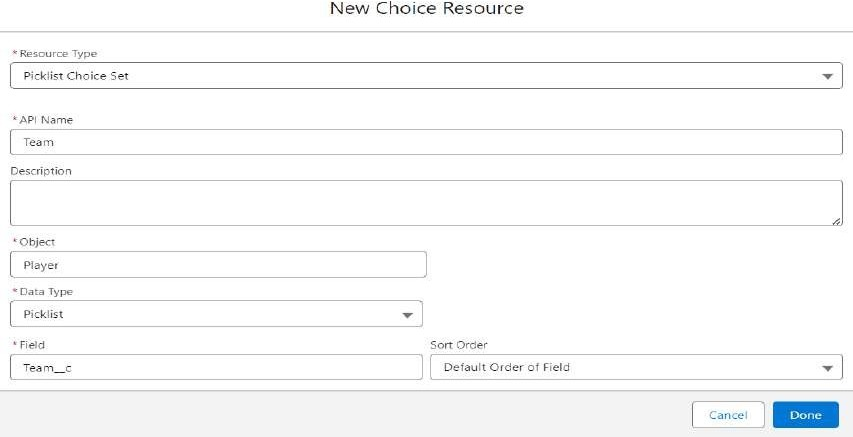 New Choice Resource
* Resource Type
Picklist Choice Set
* API Name
Team
Description
* Object
Player
* Data Type
Picklist
* Field
Sort Order
Team__c
Default Order of Field
Cancel
Done